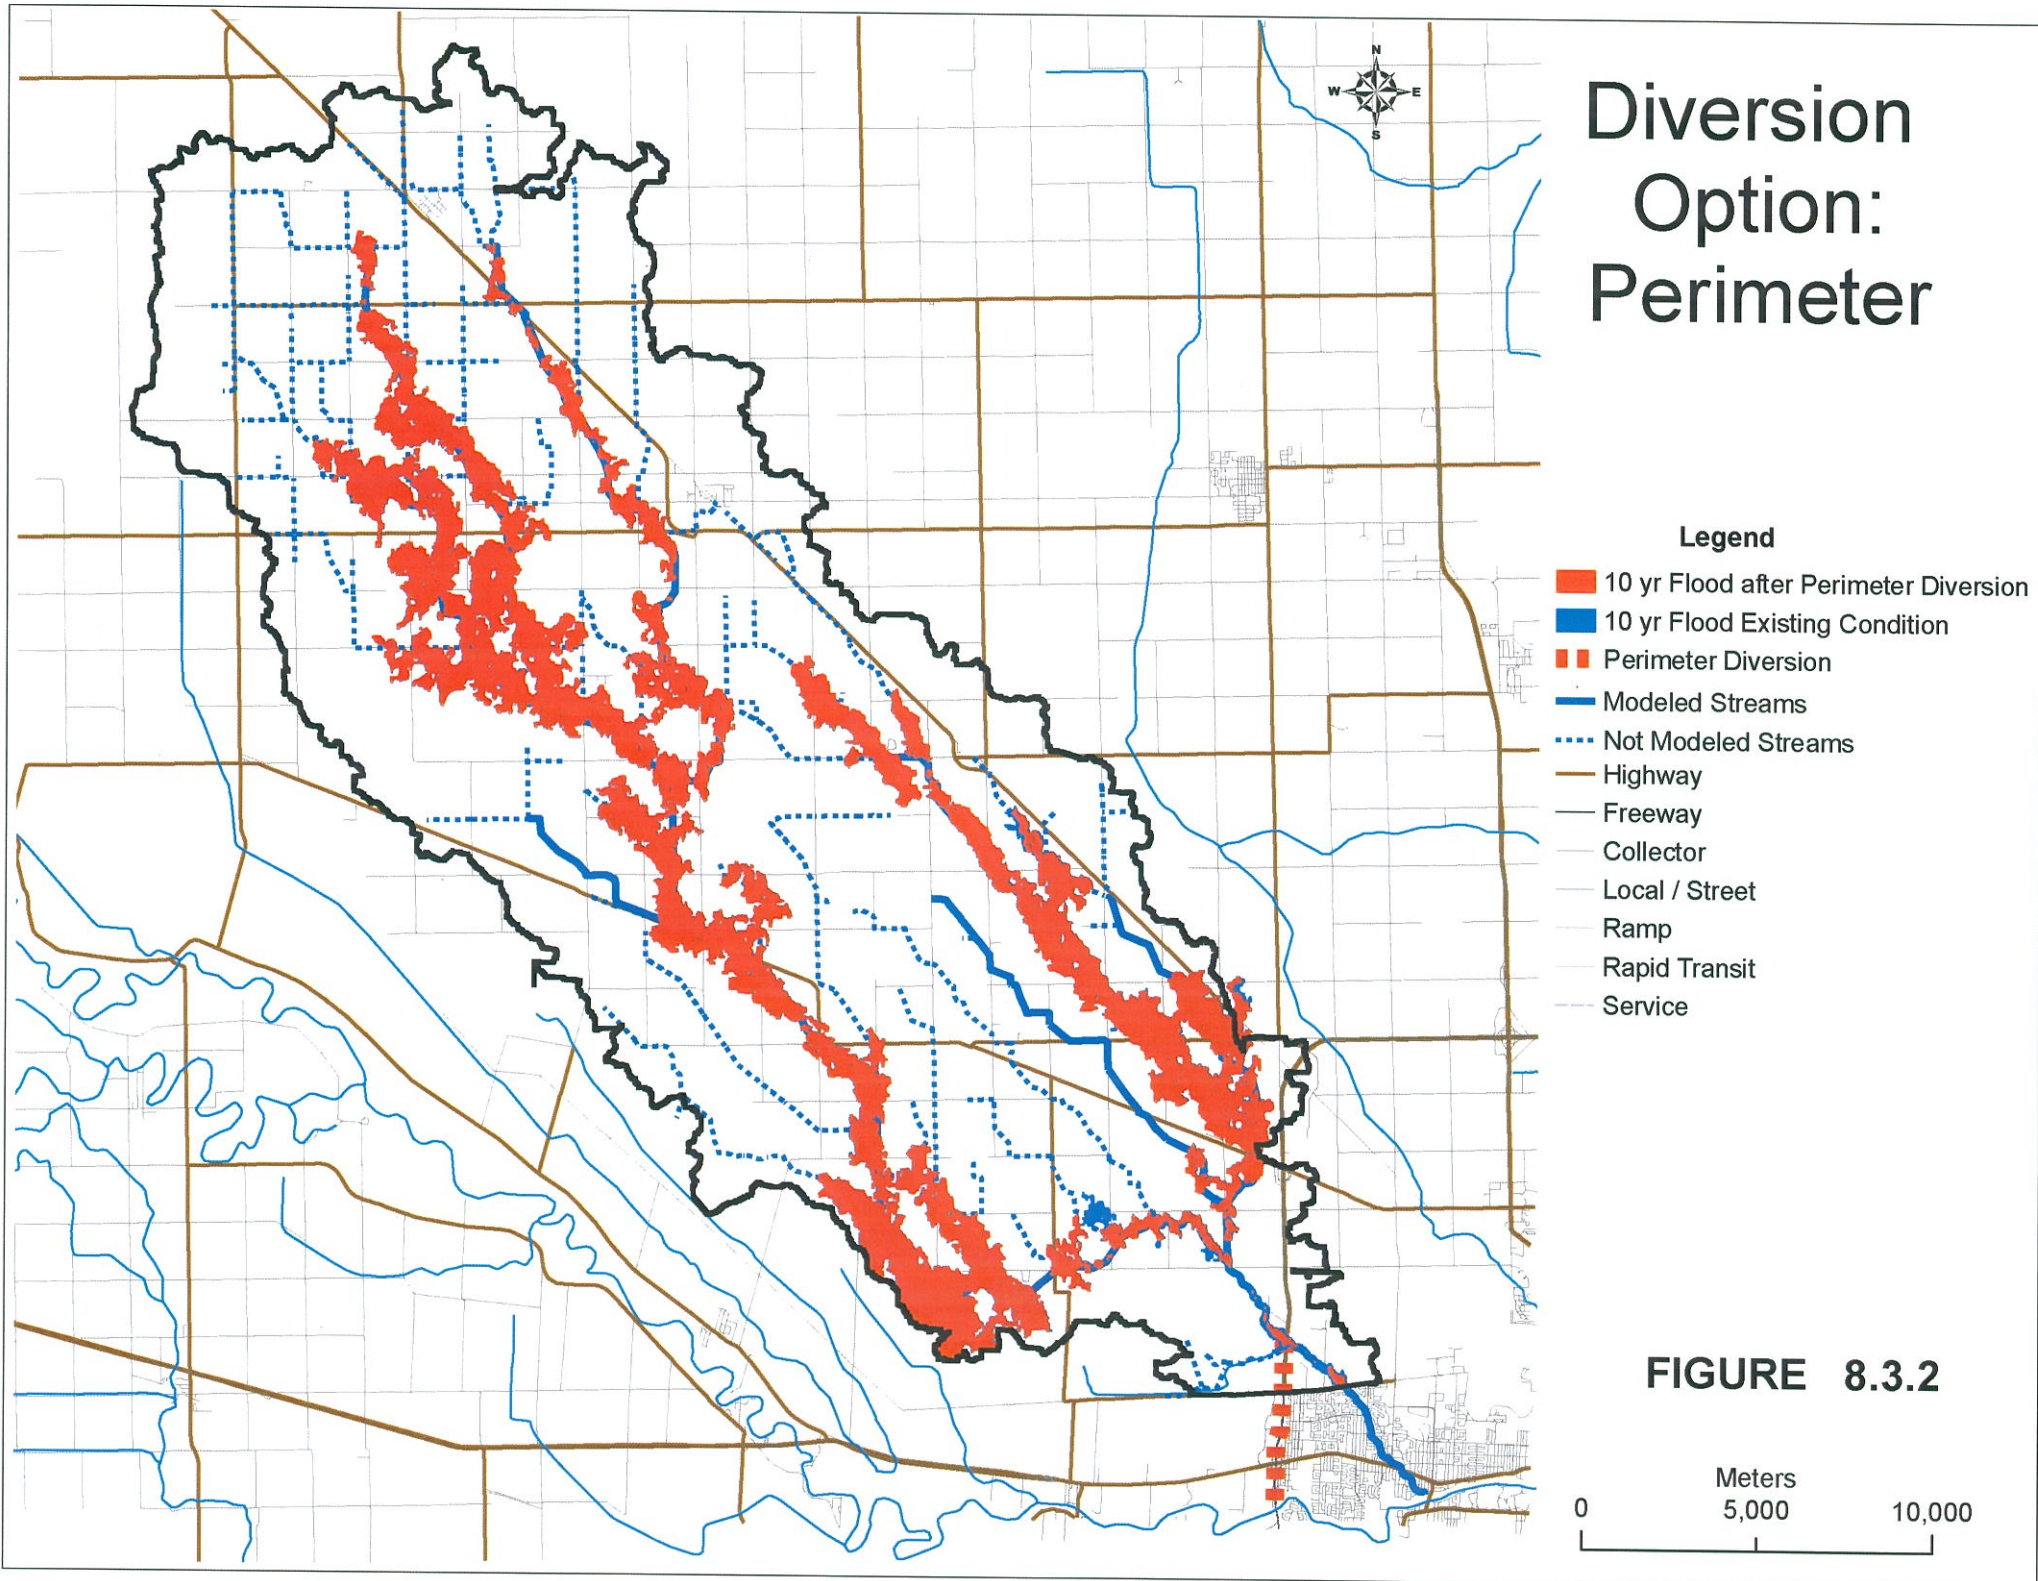 Diversion
Option:
Perimeter
N
W E
S
Legend
10 yr Flood after Perimeter Diversion
10 yr Flood Existing Condition
Perimeter Diversion
Modeled Streams
Not Modeled Streams
Highway
Freeway
Collector
Local / Street
Ramp
Rapid Transit
Service
FIGURE 8.3.2
Meters
0 5,000 10,000